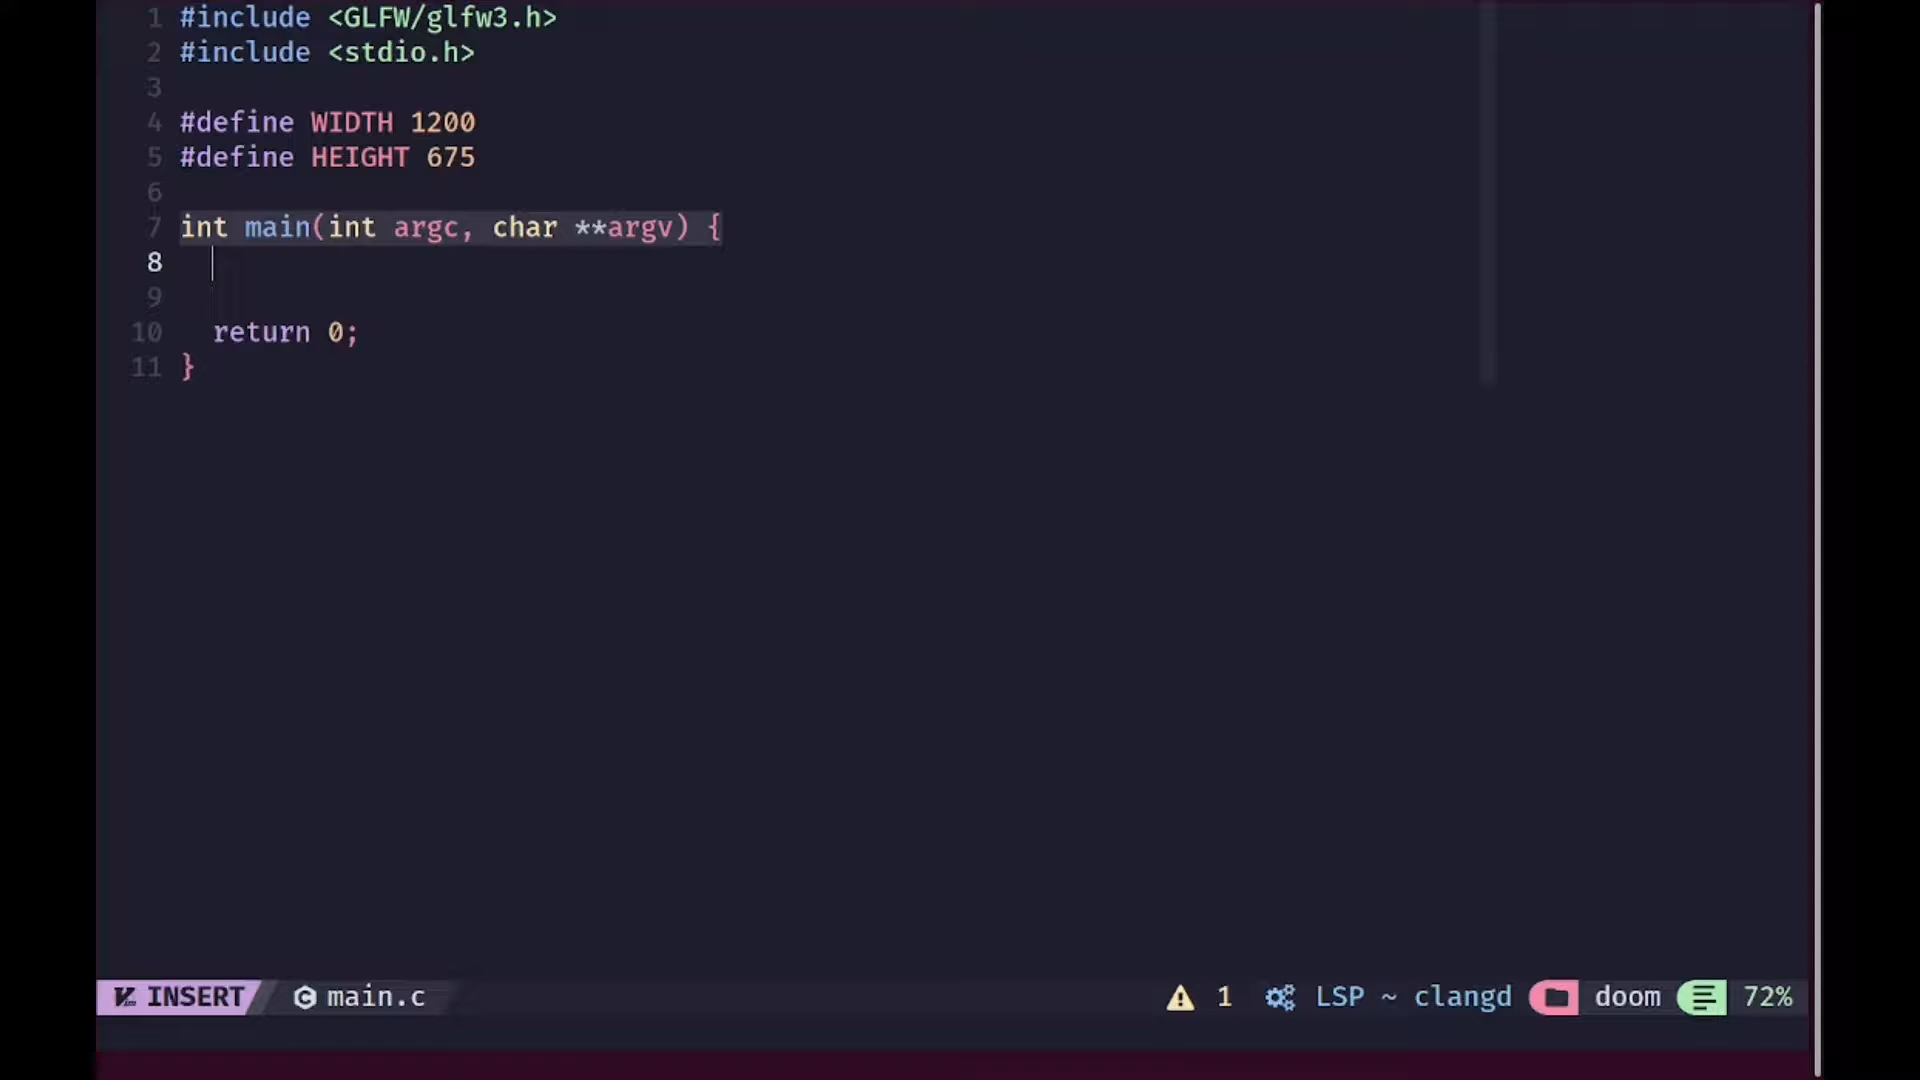 1 #include <GLFW/glfw3.h>
2 #include <stdio.h>
3
4 #define WIDTH 1200
5 #define HEIGHT 675
6
7 int main(int argc, char **argv) {
8
9
10   return 0;
11 }
INSERT main.c 1 LSP ~ clangd doom 72%